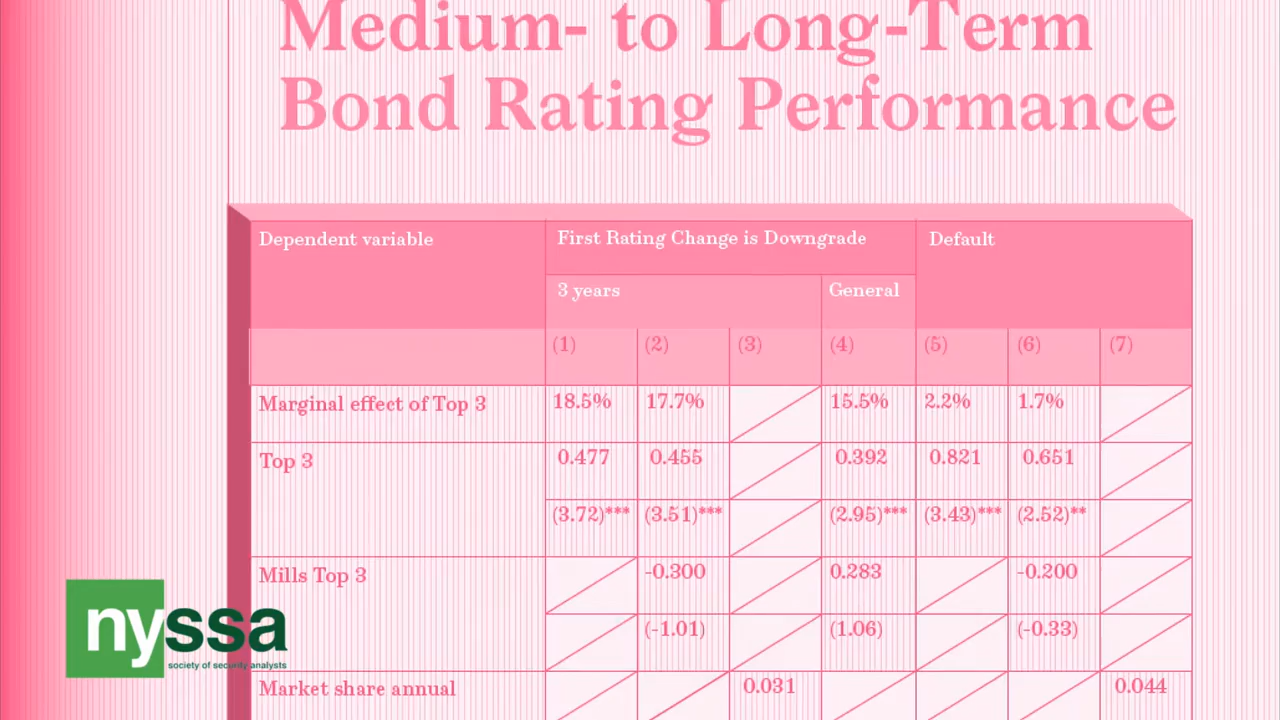 Medium- to Long-Term
Bond Rating Performance
Dependent variable First Rating Change is Downgrade Default
3 years General
(1) (2) (3) (4) (5) (6) (7)
Marginal effect of Top 3 18.5% 17.7% 15.5% 2.2% 1.7%
Top 3 0.477 0.455 0.392 0.821 0.651
(3.72)*** (3.51)*** (2.95)*** (3.43)*** (2.52)**
Mills Top 3 -0.300 0.283 -0.200
(-1.01) (1.06) (-0.33)
nyssa
society of security analysts
Market share annual 0.031 0.044